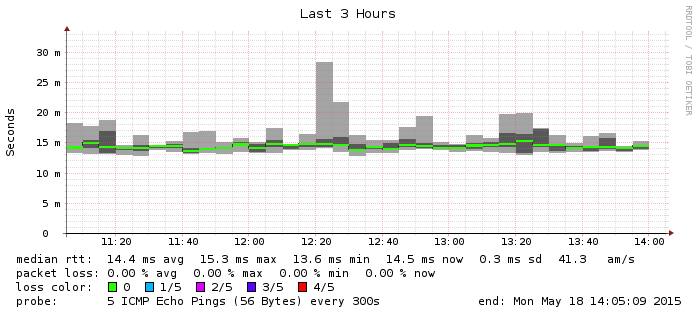 Last 3 Hours
RRDTOOL / TOBI OETIKER
Seconds
30 m
25 m
20 m
15 m
10 m
5 m
0
11:20 11:40 12:00 12:20 12:40 13:00 13:20 13:40 14:00
median rtt: 14.4 ms avg 15.3 ms max 13.6 ms min 14.5 ms now 0.3 ms sd 41.3 am/s
packet loss: 0.00 % avg 0.00 % max 0.00 % min 0.00 % now
loss color: 0 1/5 2/5 3/5 4/5
probe: 5 ICMP Echo Pings (56 Bytes) every 300s end: Mon May 18 14:05:09 2015